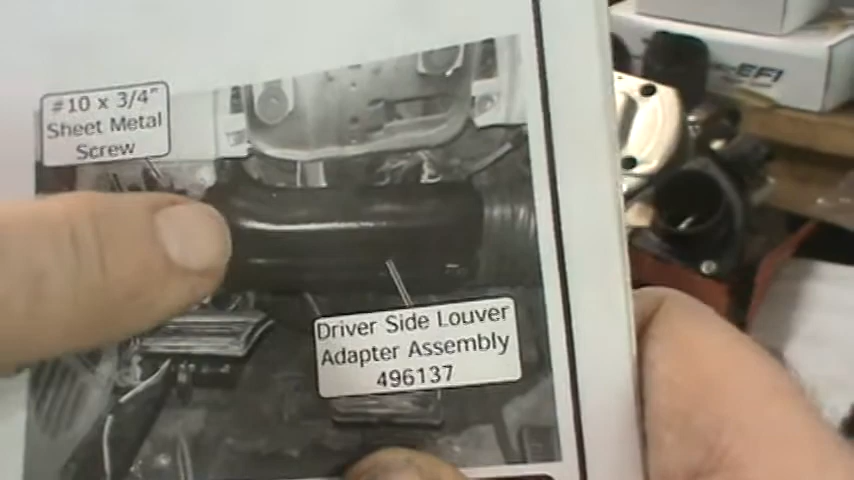 #10 x 3/4"
Sheet Metal
Screw
EFI
Driver Side Louver
Adapter Assembly
496137